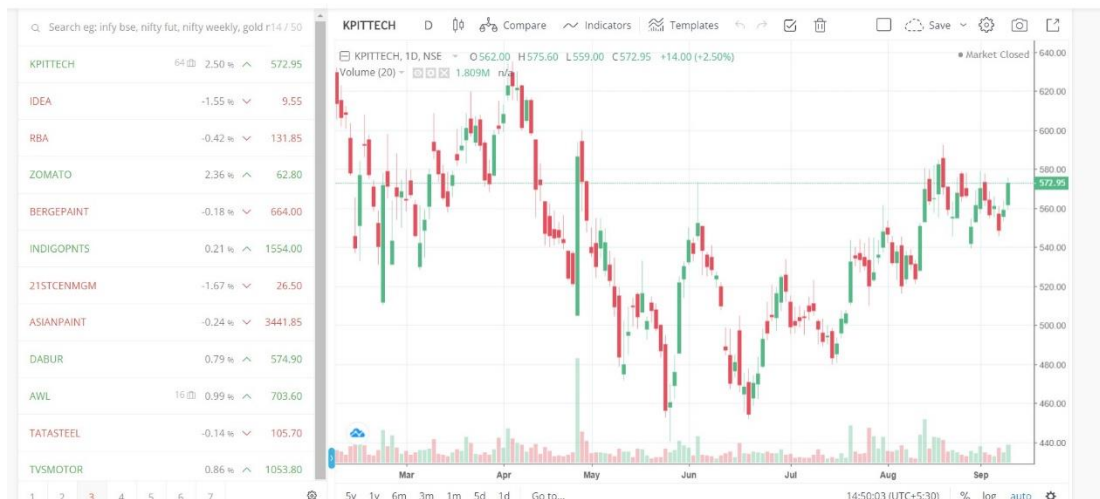 Search eg: infy bse, nifty fut, nifty weekly, gold r 14 / 50
KPITTECH 64 2.50 % 572.95
IDEA -1.55 % 9.55
RBA -0.42 % 131.85
ZOMATO 2.36 % 62.80
BERGEPAINT -0.18 % 664.00
INDIGOPNTS 0.21 % 1554.00
21STCENMGM -1.67 % 26.50
ASIANPAINT -0.24 % 3441.85
DABUR 0.79 % 574.90
AWL 16 0.99 % 703.60
TATASTEEL -0.14 % 105.70
TVSMOTOR 0.86 % 1053.80
1 2 3 4 5 6 7
KPITTECH D Compare Indicators Templates Save
KPITTECH, 1D, NSE O562.00 H575.60 L559.00 C572.95 +14.00 (+2.50%)
Market Closed
Volume (20) 1.809M n/a
640.00
620.00
600.00
580.00
572.95
560.00
540.00
520.00
500.00
480.00
460.00
440.00
Mar Apr May Jun Jul Aug Sep
5y 1y 6m 3m 1m 5d 1d Go to... 14:50:03 (UTC+5:30) % log auto